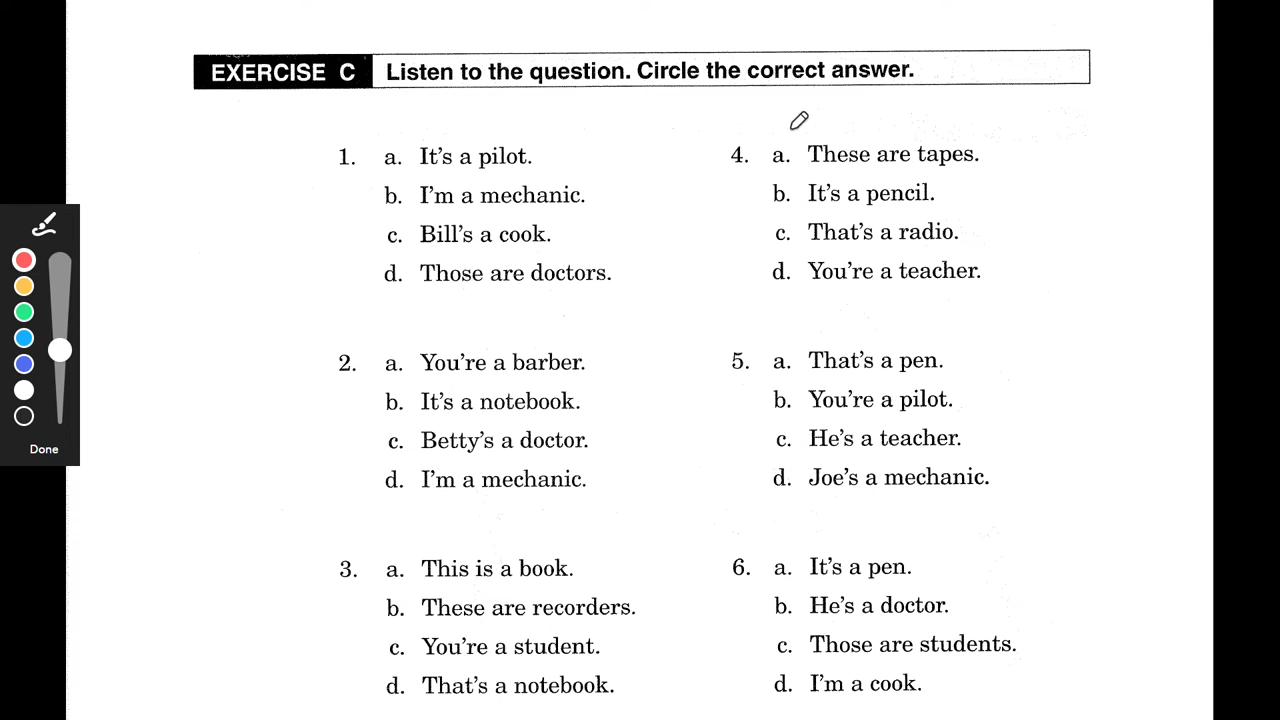 EXERCISE C Listen to the question. Circle the correct answer.
1. a. It's a pilot.
b. I'm a mechanic.
c. Bill's a cook.
d. Those are doctors.
2. a. You're a barber.
b. It's a notebook.
c. Betty's a doctor.
d. I'm a mechanic.
3. a. This is a book.
b. These are recorders.
c. You're a student.
d. That's a notebook.
4. a. These are tapes.
b. It's a pencil.
c. That's a radio.
d. You're a teacher.
5. a. That's a pen.
b. You're a pilot.
c. He's a teacher.
d. Joe's a mechanic.
6. a. It's a pen.
b. He's a doctor.
c. Those are students.
d. I'm a cook.
Done